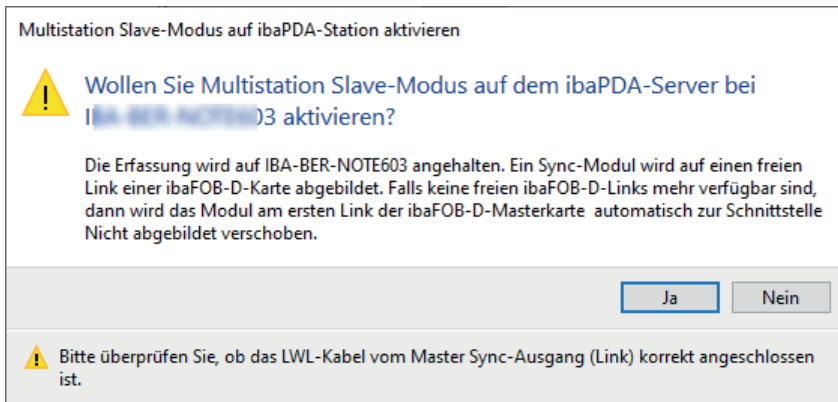 Multistation Slave-Modus auf ibaPDA-Station aktivieren
Wollen Sie Multistation Slave-Modus auf dem ibaPDA-Server bei
aktivieren?
Die Erfassung wird auf IBA-BER-NOTE603 angehalten. Ein Sync-Modul wird auf einen freien
Link einer ibaFOB-D-Karte abgebildet. Falls keine freien ibaFOB-D-Links mehr verfügbar sind,
dann wird das Modul am ersten Link der ibaFOB-D-Masterkarte automatisch zur Schnittstelle
Nicht abgebildet verschoben.
Ja
Nein
Bitte überprüfen Sie, ob das LWL-Kabel vom Master Sync-Ausgang (Link) korrekt angeschlossen
ist.